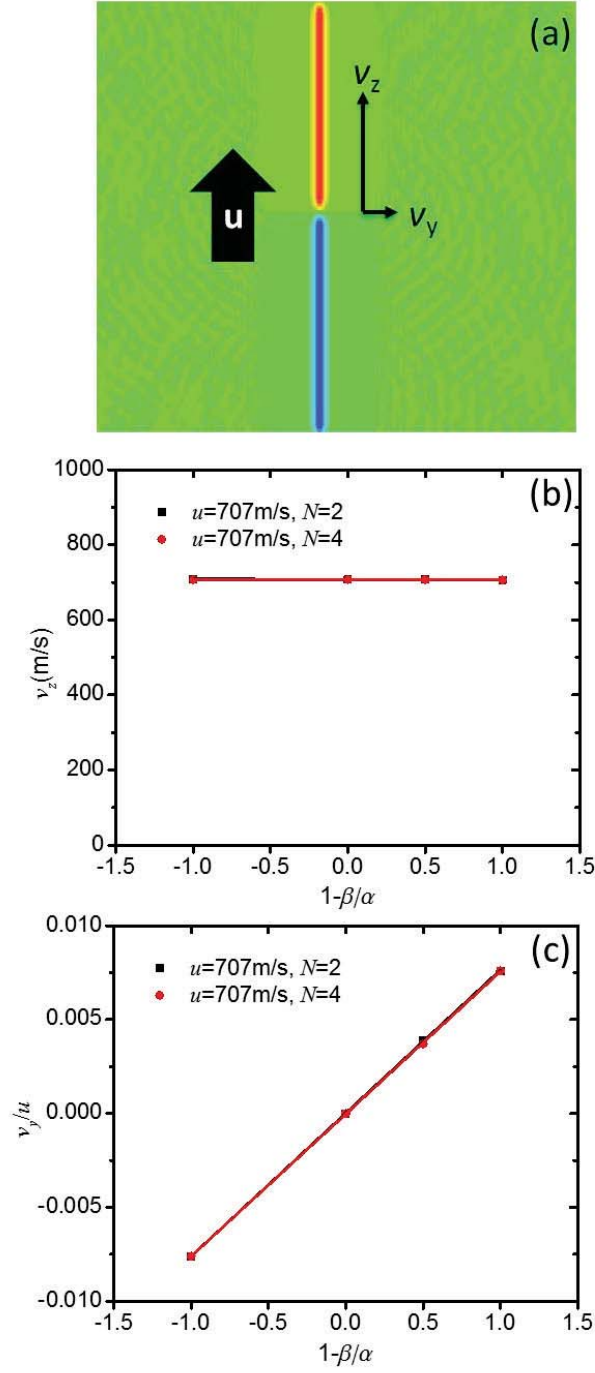 (a)
v_z
u
v_y
(b)
1000
u=707m/s, N=2
u=707m/s, N=4
800
600
400
200
0
v_z(m/s)
-1.5 -1.0 -0.5 0.0 0.5 1.0 1.5
1-β/α
(c)
0.010
u=707m/s, N=2
u=707m/s, N=4
0.005
0.000
-0.005
-0.010
v_y/u
-1.5 -1.0 -0.5 0.0 0.5 1.0 1.5
1-β/α